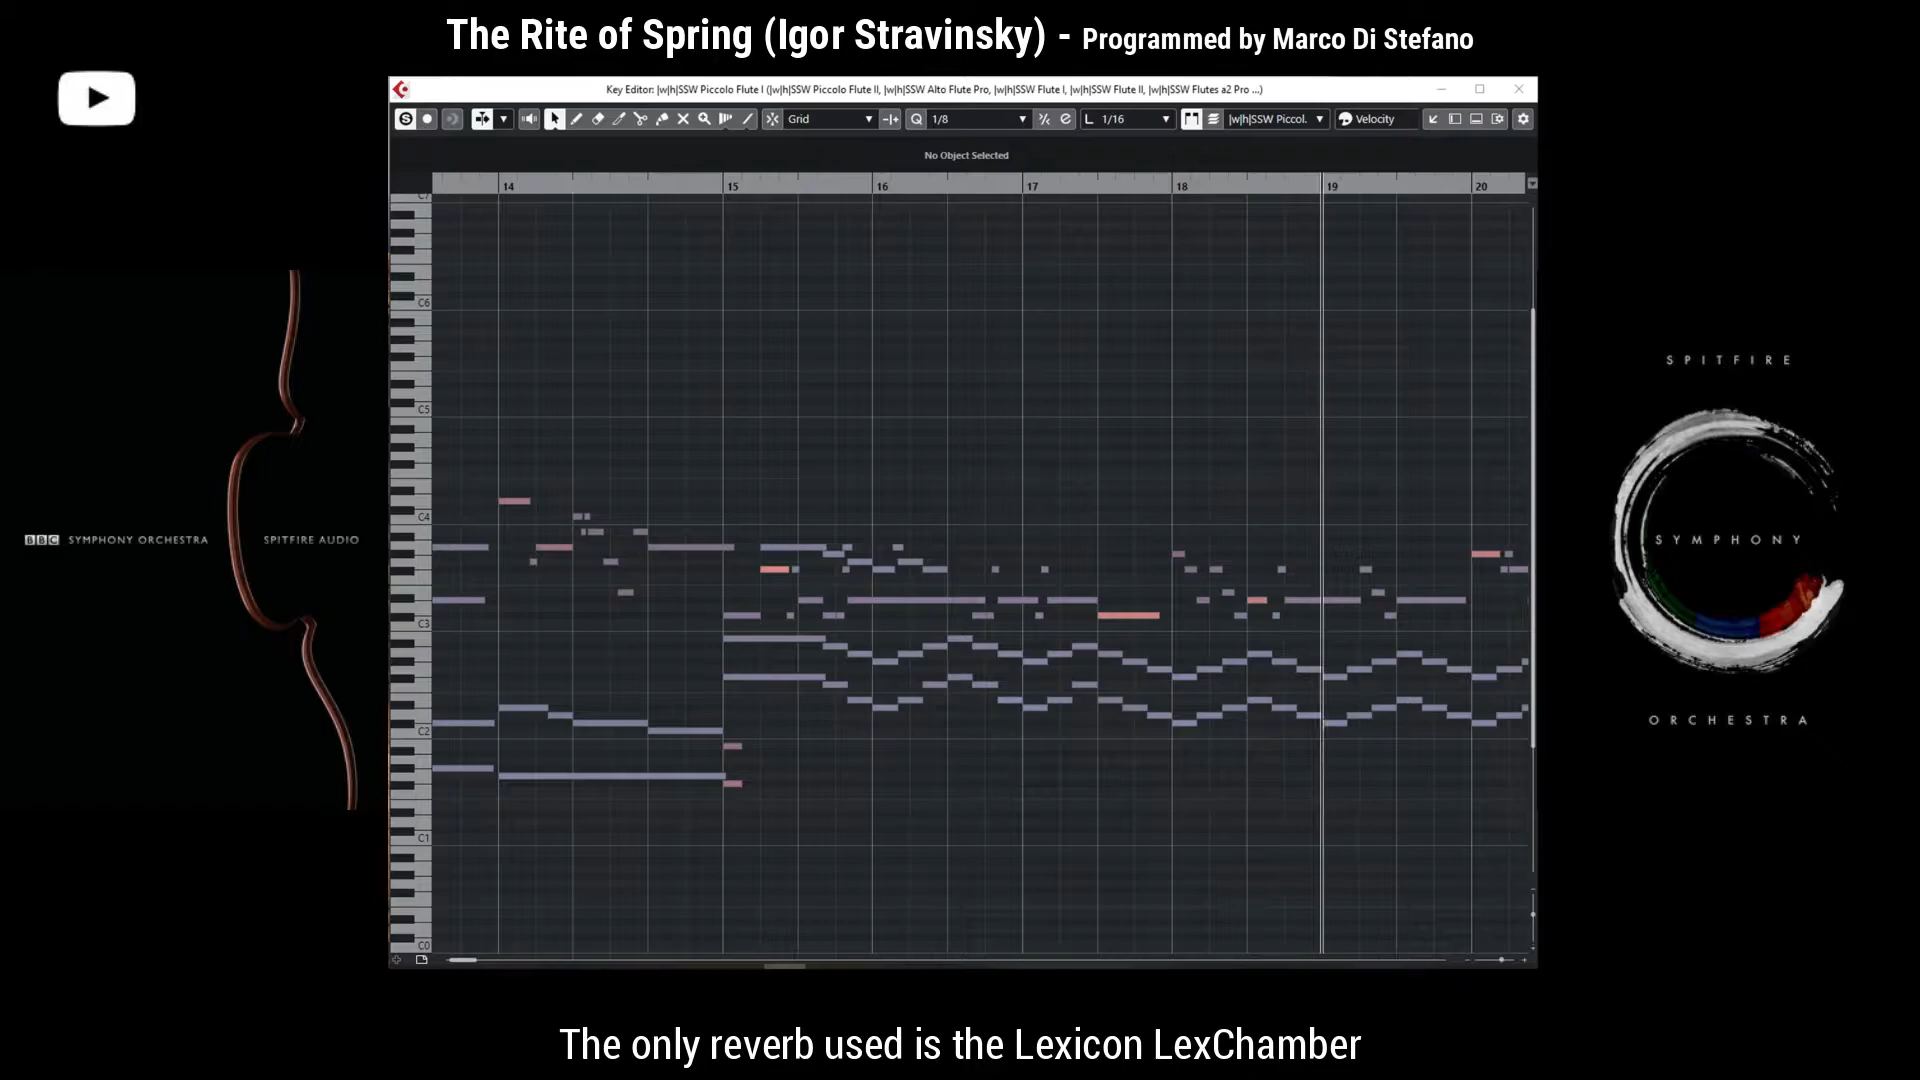 The Rite of Spring (Igor Stravinsky) - Programmed by Marco Di Stefano
Key Editor: |w|h|SSW Piccolo Flute I (|w|h|SSW Piccolo Flute II, |w|h|SSW Alto Flute Pro, |w|h|SSW Flute I, |w|h|SSW Flute II, |w|h|SSW Flutes a2 Pro ...)
Grid
1/8
L 1/16
|w|h|SSW Piccol.
Velocity
No Object Selected
14 15 16 17 18 19 20
C7
C6
C5
C4
C3
C2
C1
C0
BBC SYMPHONY ORCHESTRA
SPITFIRE AUDIO
SPITFIRE
SYMPHONY
ORCHESTRA
The only reverb used is the Lexicon LexChamber